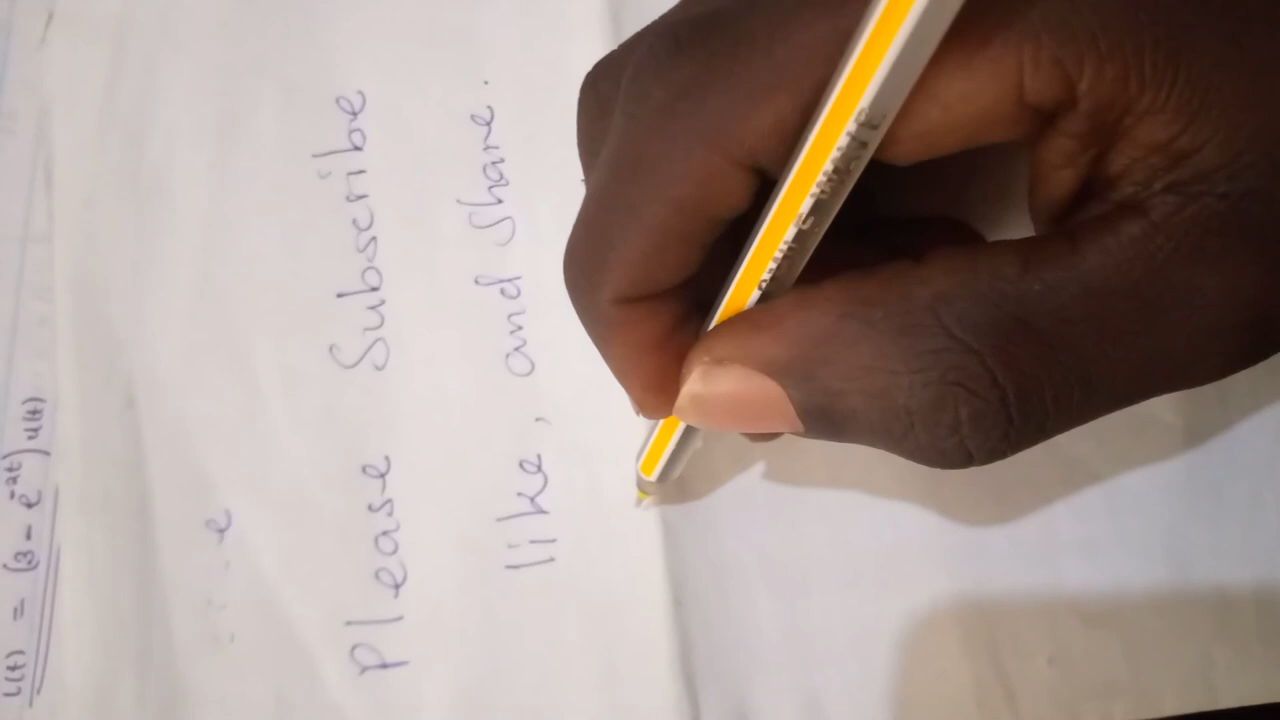 i(t) = (3 - e^-2t) u(t)
e
Please Subscribe
like, and share.